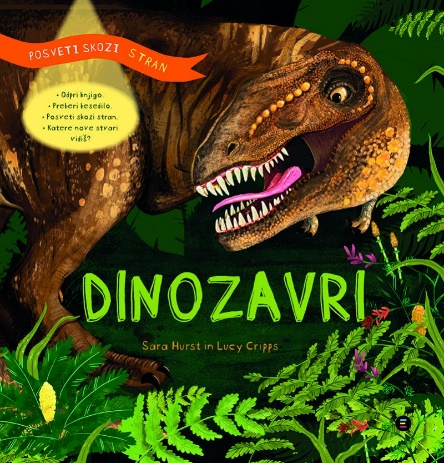 POSVETI SKOZI STRAN
• Odpri knjigo.
• Preberi besedilo.
• Posveti skozi stran.
• Katere nove stvari
vidiš?
DINOZAVRI
Sara Hurst in Lucy Cripps